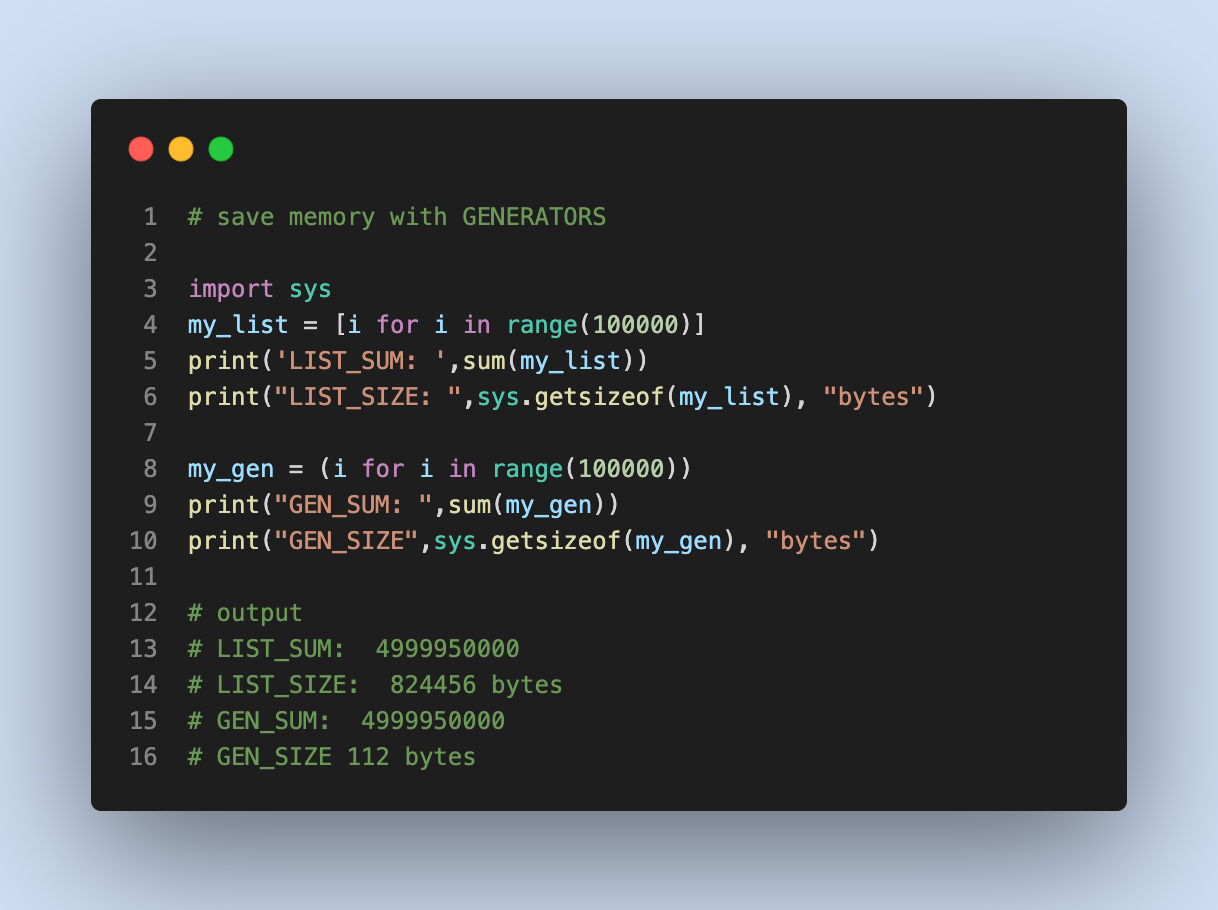 1 # save memory with GENERATORS
2
3 import sys
4 my_list = [i for i in range(100000)]
5 print('LIST_SUM: ',sum(my_list))
6 print("LIST_SIZE: ",sys.getsizeof(my_list), "bytes")
7
8 my_gen = (i for i in range(100000))
9 print("GEN_SUM: ",sum(my_gen))
10 print("GEN_SIZE",sys.getsizeof(my_gen), "bytes")
11
12 # output
13 # LIST_SUM:  4999950000
14 # LIST_SIZE:  824456 bytes
15 # GEN_SUM:  4999950000
16 # GEN_SIZE 112 bytes